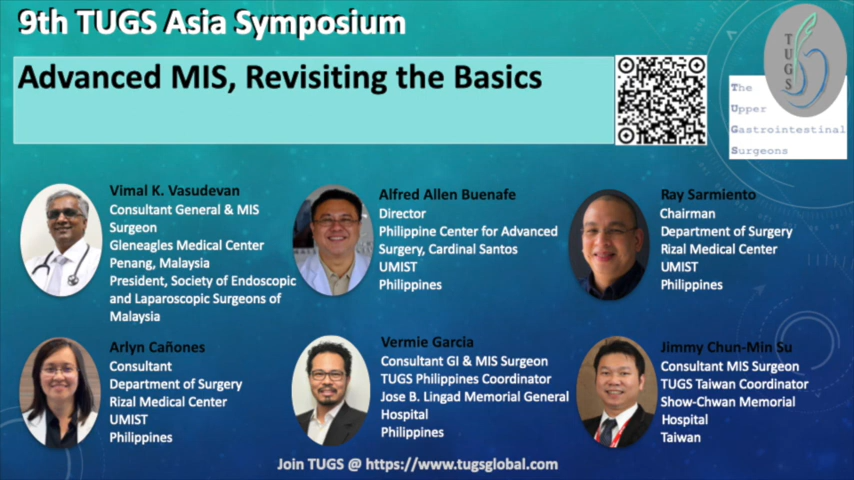 9th TUGS Asia Symposium
Advanced MIS, Revisiting the Basics
TUGS
The
Upper
Gastrointestinal
Surgeons
Vimal K. Vasudevan
Consultant General & MIS
Surgeon
Gleneagles Medical Center
Penang, Malaysia
President, Society of Endoscopic
and Laparoscopic Surgeons of
Malaysia
Alfred Allen Buenafe
Director
Philippine Center for Advanced
Surgery, Cardinal Santos
UMIST
Philippines
Ray Sarmiento
Chairman
Department of Surgery
Rizal Medical Center
UMIST
Philippines
Arlyn Cañones
Consultant
Department of Surgery
Rizal Medical Center
UMIST
Philippines
Vermie Garcia
Consultant GI & MIS Surgeon
TUGS Philippines Coordinator
Jose B. Lingad Memorial General
Hospital
Philippines
Jimmy Chun-Min Su
Consultant MIS Surgeon
TUGS Taiwan Coordinator
Show-Chwan Memorial
Hospital
Taiwan
Join TUGS @ https://www.tugsglobal.com